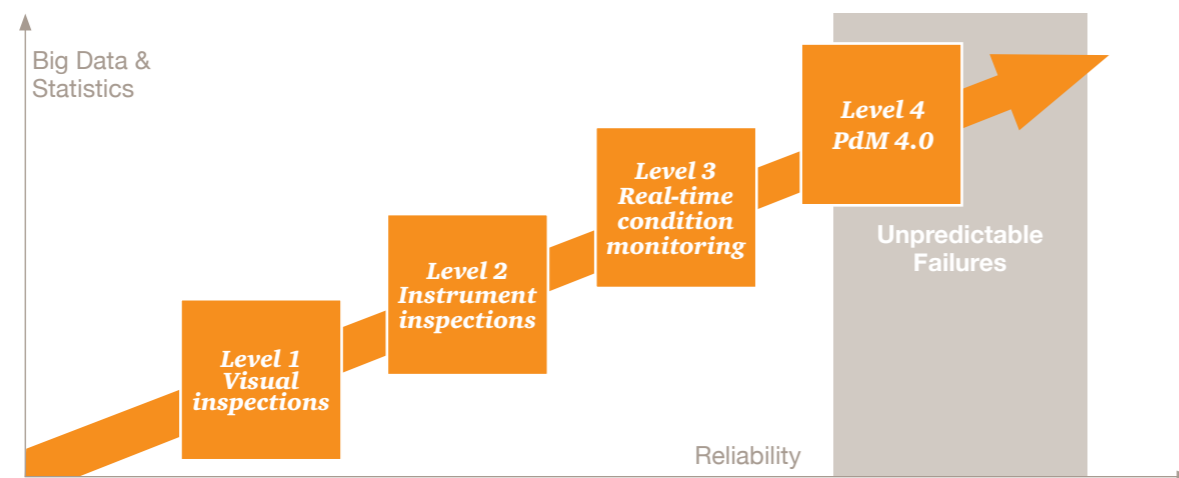 Big Data &
Statistics
Level 4
PdM 4.0
Level 3
Real-time
condition
monitoring
Unpredictable
Failures
Level 2
Instrument
inspections
Level 1
Visual
inspections
Reliability